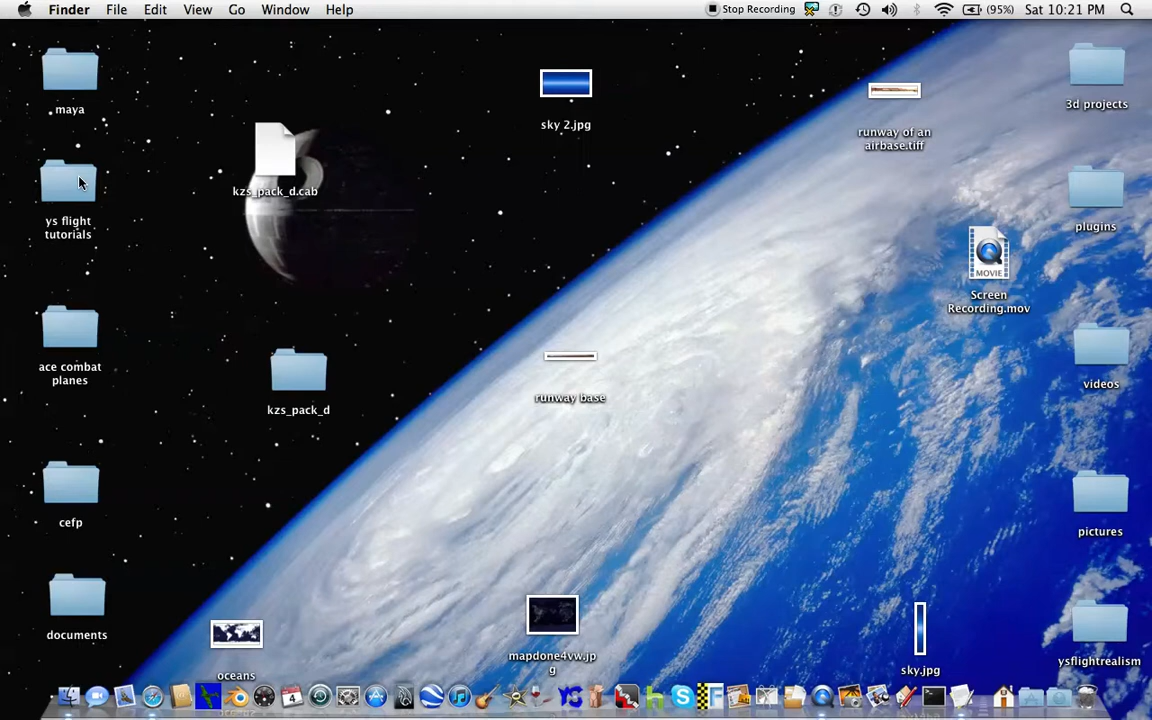 Finder File Edit View Go Window Help Stop Recording (95%) Sat 10:21 PM
maya
ys flight
tutorials
ace combat
planes
cefp
documents
kzs_pack_d.cab
kzs_pack_d
oceans
sky 2.jpg
runway base
mapdone4vw.jp
g
runway of an
airbase.tiff
MOVIE
Screen
Recording.mov
sky.jpg
3d projects
plugins
videos
pictures
ysflightrealism